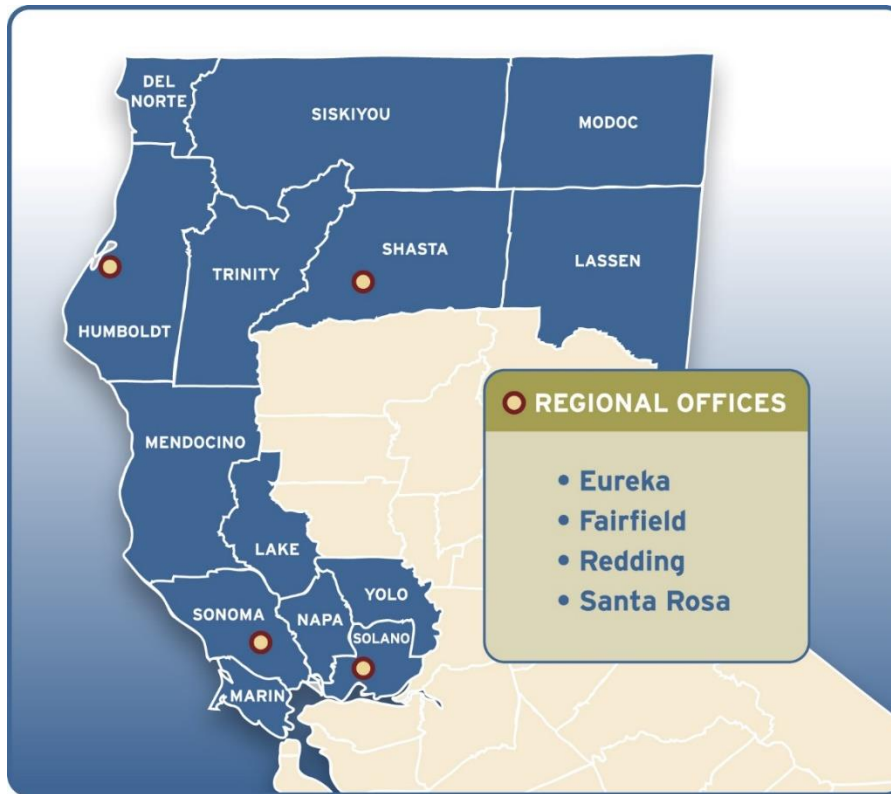 DEL
NORTE
SISKIYOU
MODOC
SHASTA
LASSEN
TRINITY
HUMBOLDT
MENDOCINO
LAKE
YOLO
SONOMA
NAPA
SOLANO
MARIN
REGIONAL OFFICES
• Eureka
• Fairfield
• Redding
• Santa Rosa